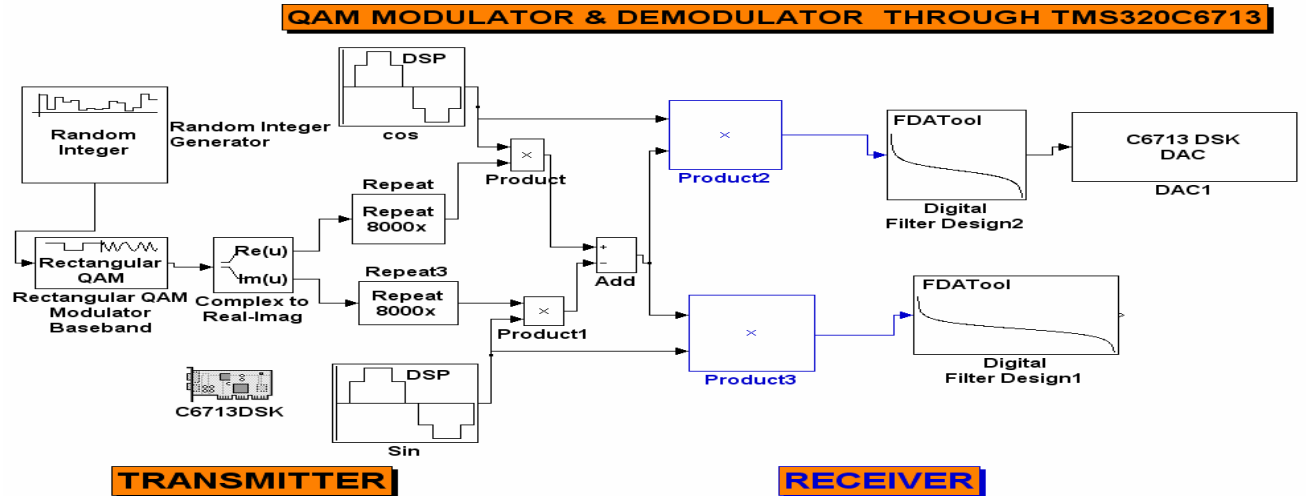 QAM MODULATOR & DEMODULATOR THROUGH TMS320C6713
DSP
cos
Random
Integer
Random Integer
Generator
Repeat
Repeat
8000x
×
Product
×
Product2
FDATool
Digital
Filter Design2
C6713 DSK
DAC
DAC1
Rectangular
QAM
Rectangular QAM
Modulator
Baseband
Re(u)
Im(u)
Complex to
Real-Imag
Repeat3
Repeat
8000x
×
Product1
+
−
Add
×
Product3
FDATool
Digital
Filter Design1
C6713DSK
DSP
Sin
TRANSMITTER
RECEIVER